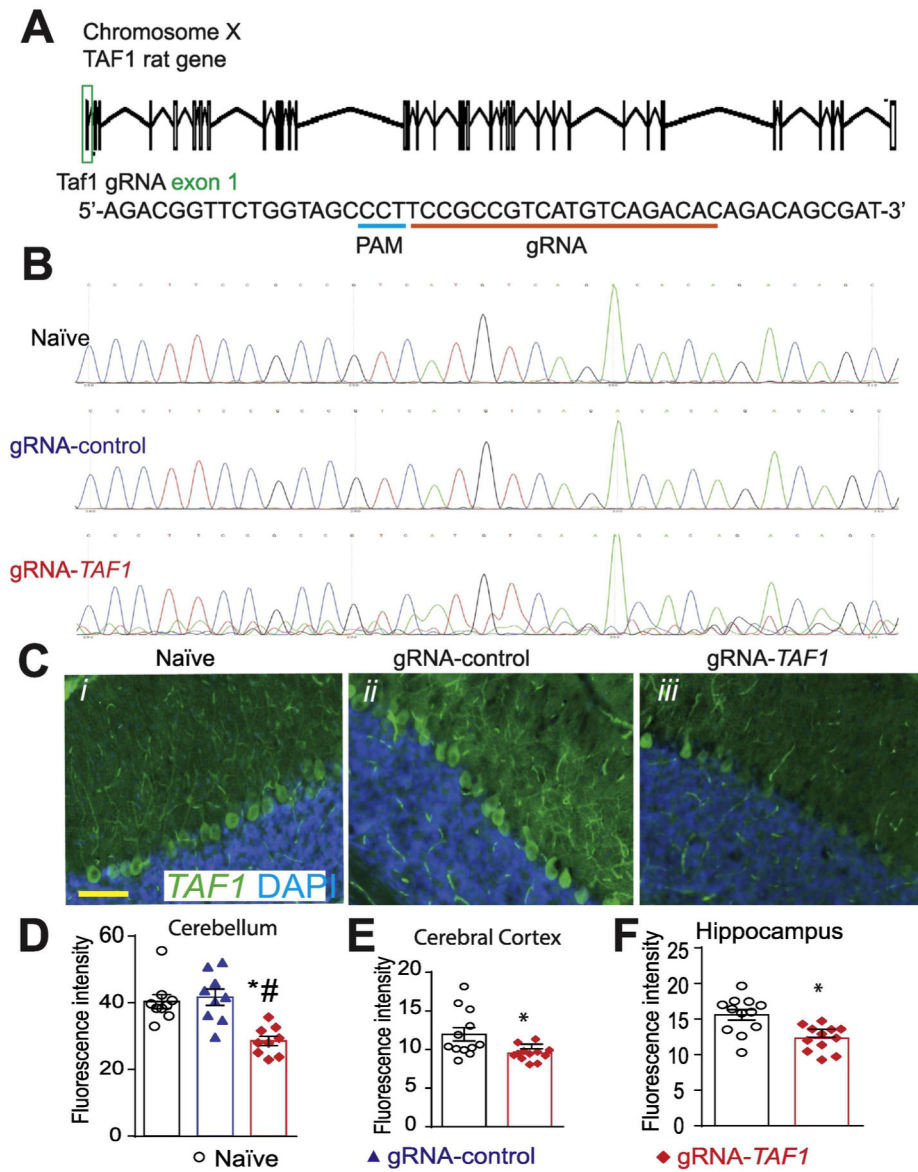 A
Chromosome X
TAF1 rat gene
Taf1 gRNA exon 1
5’-AGACGGTTCTGGTAGCCCTTCCGCCGTCATGTCAGACACAGACAGCGAT-3’
PAM
gRNA
B
Naïve
gRNA-control
gRNA-TAF1
C
Naïve
gRNA-control
gRNA-TAF1
i
ii
iii
TAF1 DAPI
D
Cerebellum
Fluorescence intensity
60
40
20
0
*#
E
Cerebral Cortex
Fluorescence intensity
20
15
10
5
0
*
F
Hippocampus
Fluorescence intensity
25
20
15
10
5
0
*
Naïve
gRNA-control
gRNA-TAF1